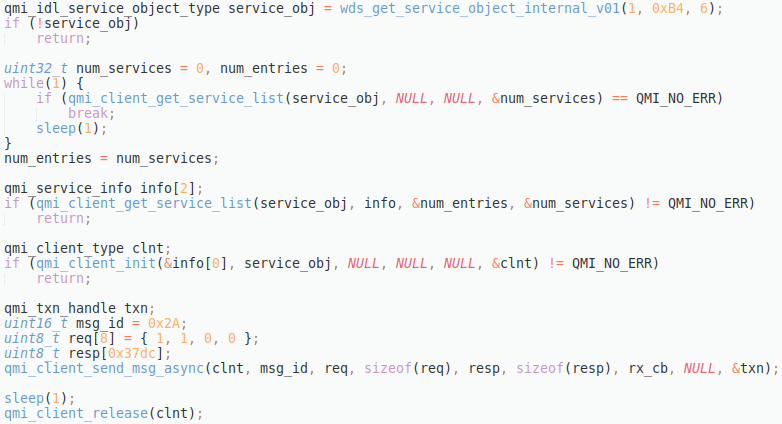 qmi_idl_service_object_type service_obj = wds_get_service_object_internal_v01(1, 0xB4, 6);
if (!service_obj)
    return;

uint32_t num_services = 0, num_entries = 0;
while(1) {
    if (qmi_client_get_service_list(service_obj, NULL, NULL, &num_services) == QMI_NO_ERR)
        break;
    sleep(1);
}
num_entries = num_services;

qmi_service_info info[2];
if (qmi_client_get_service_list(service_obj, info, &num_entries, &num_services) != QMI_NO_ERR)
    return;

qmi_client_type clnt;
if (qmi_client_init(&info[0], service_obj, NULL, NULL, NULL, &clnt) != QMI_NO_ERR)
    return;

qmi_txn_handle txn;
uint16_t msg_id = 0x2A;
uint8_t req[8] = { 1, 1, 0, 0 };
uint8_t resp[0x37dc];
qmi_client_send_msg_async(clnt, msg_id, req, sizeof(req), resp, sizeof(resp), rx_cb, NULL, &txn);

sleep(1);
qmi_client_release(clnt);